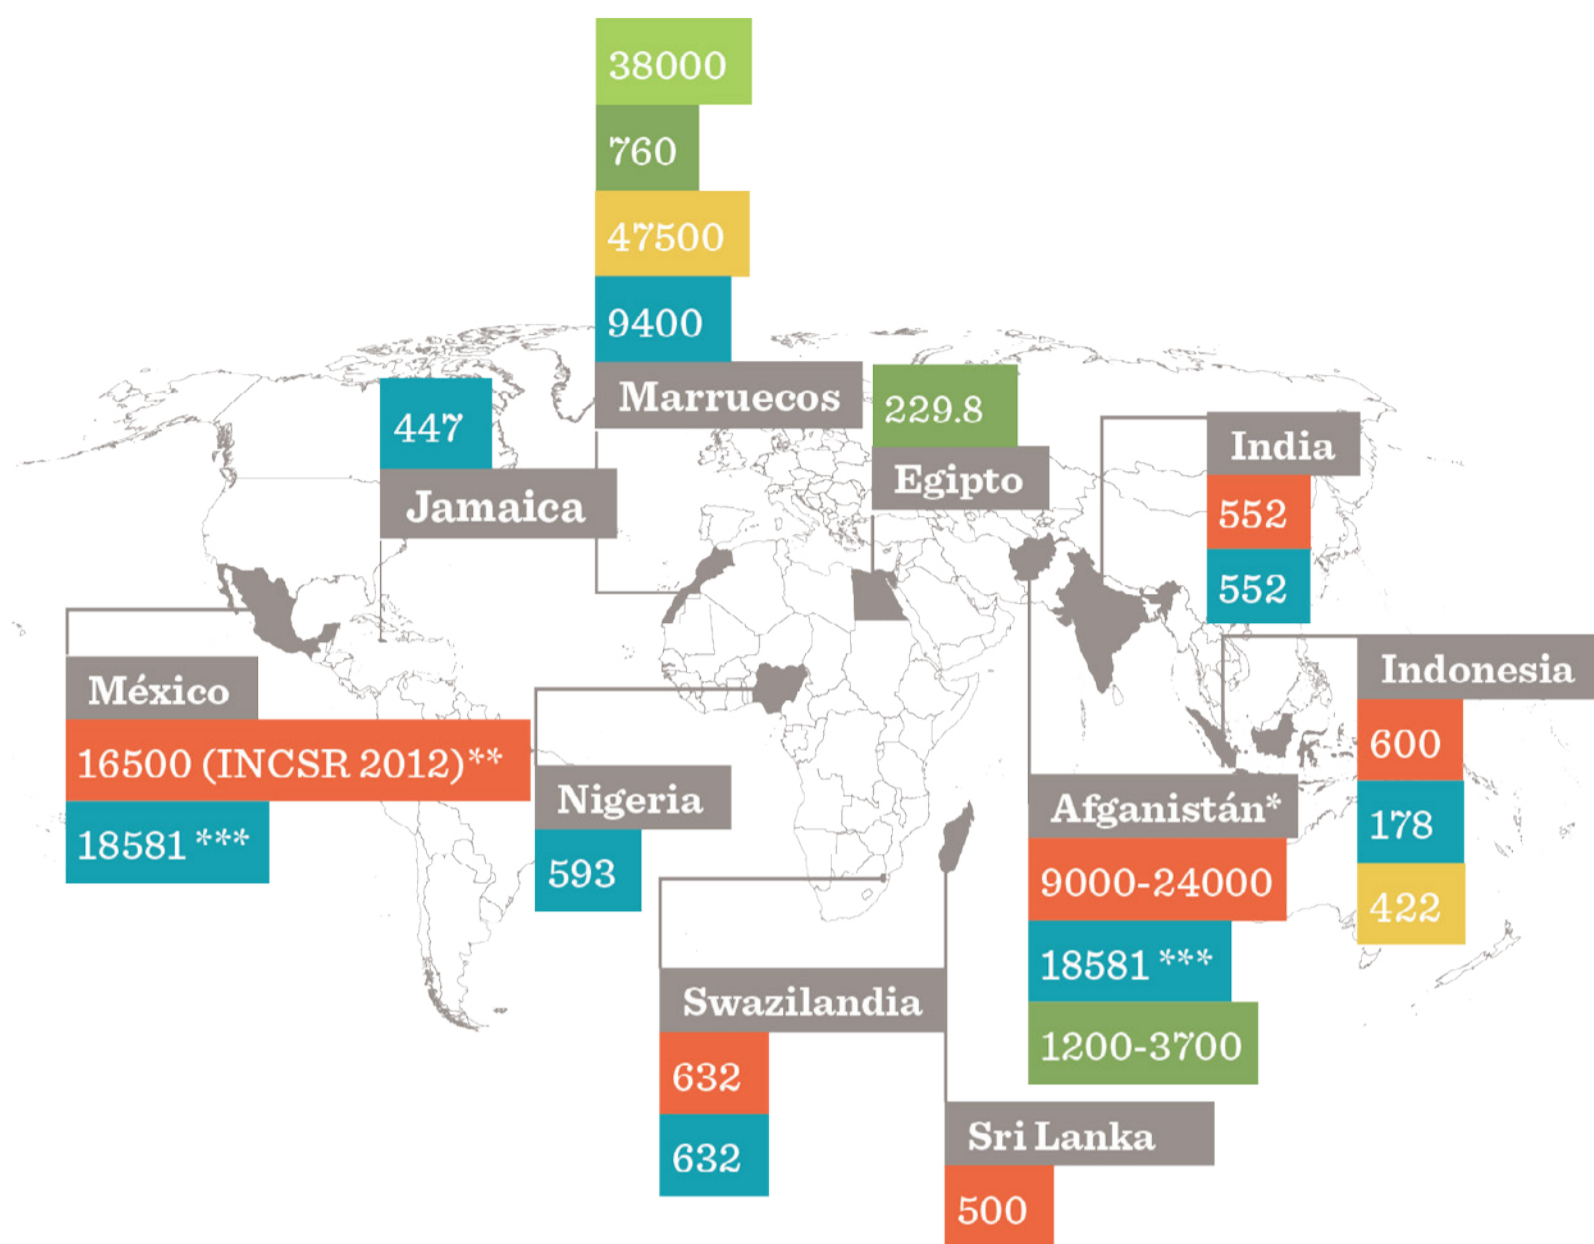 38000
760
47500
9400
Marruecos
447
Jamaica
229.8
Egipto
India
552
552
México
16500 (INCSR 2012)**
18581 ***
Nigeria
593
Indonesia
600
178
422
Afganistán*
9000-24000
18581 ***
1200-3700
Swazilandia
632
632
Sri Lanka
500